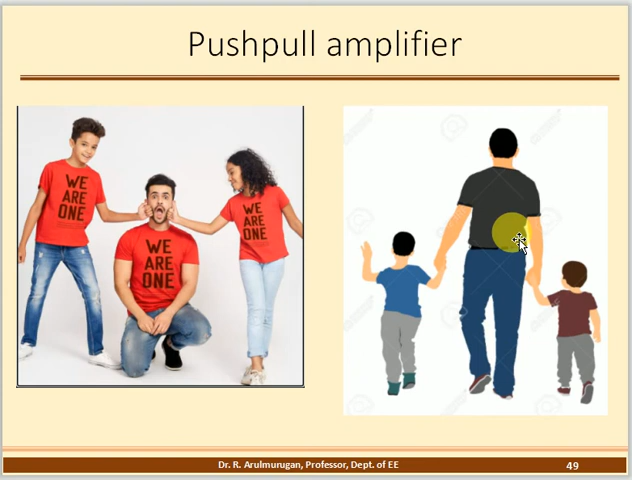 Pushpull amplifier
WE
ARE
ONE
WE
ARE
ONE
WE
ARE
ONE
Dr. R. Arulmurugan, Professor, Dept. of EE
49